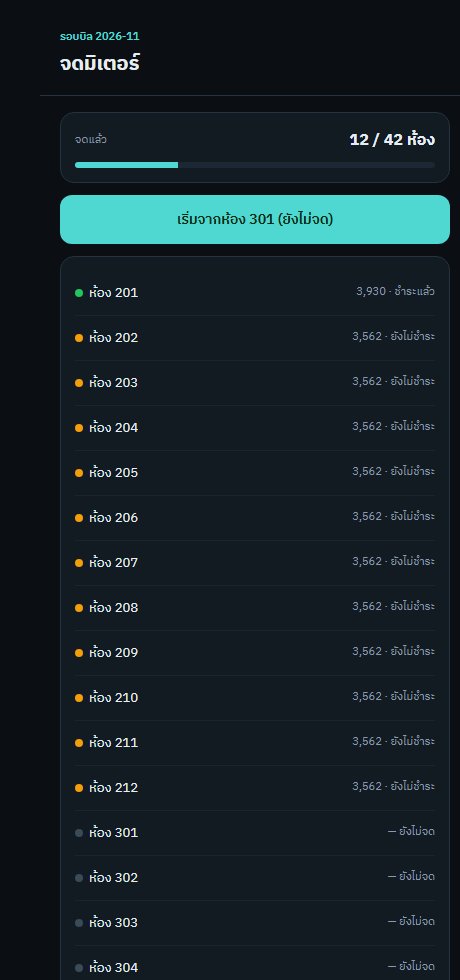 รอบบิล 2026-11
จดมิเตอร์
จดแล้ว 12 / 42 ห้อง
เริ่มจากห้อง 301 (ยังไม่จด)
ห้อง 201 3,930 · ชำระแล้ว
ห้อง 202 3,562 · ยังไม่ชำระ
ห้อง 203 3,562 · ยังไม่ชำระ
ห้อง 204 3,562 · ยังไม่ชำระ
ห้อง 205 3,562 · ยังไม่ชำระ
ห้อง 206 3,562 · ยังไม่ชำระ
ห้อง 207 3,562 · ยังไม่ชำระ
ห้อง 208 3,562 · ยังไม่ชำระ
ห้อง 209 3,562 · ยังไม่ชำระ
ห้อง 210 3,562 · ยังไม่ชำระ
ห้อง 211 3,562 · ยังไม่ชำระ
ห้อง 212 3,562 · ยังไม่ชำระ
ห้อง 301 — ยังไม่จด
ห้อง 302 — ยังไม่จด
ห้อง 303 — ยังไม่จด
ห้อง 304 — ยังไม่จด